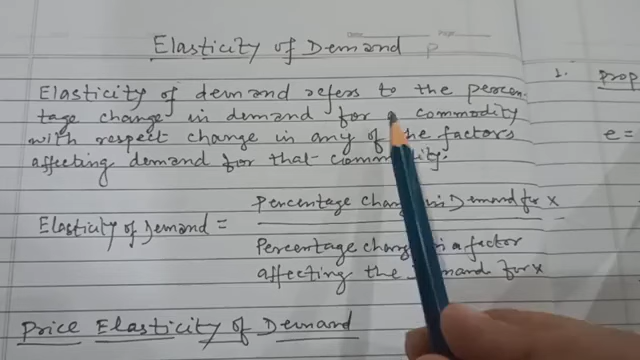 Elasticity of Demand
Elasticity of demand refers to the percen-
tage change in demand for a commodity
with respect change in any of the factors
affecting demand for that commodity.
Elasticity of Demand = Percentage change in Demand for X
Percentage change in a factor
affecting the demand for X
Price Elasticity of Demand
1. prop
e =